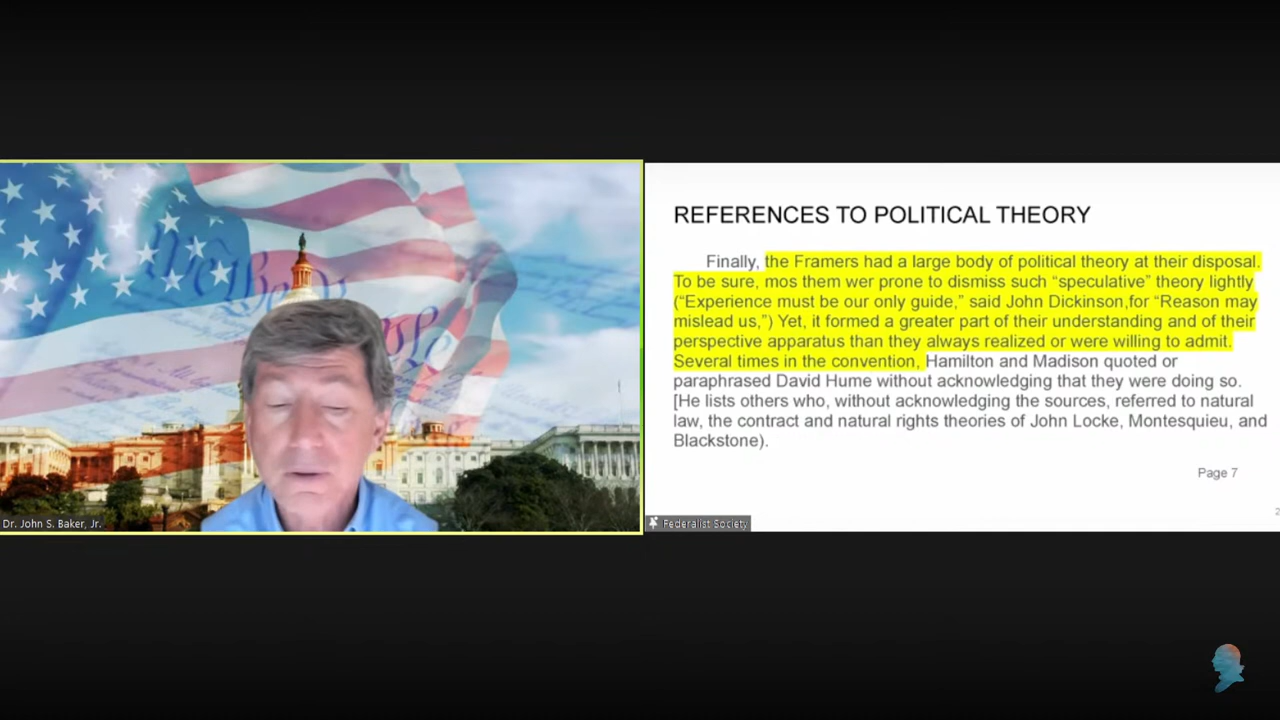 We the People
Dr. John S. Baker, Jr.
REFERENCES TO POLITICAL THEORY
Finally, the Framers had a large body of political theory at their disposal.
To be sure, mos them wer prone to dismiss such “speculative” theory lightly
(“Experience must be our only guide,” said John Dickinson,for “Reason may
mislead us,”) Yet, it formed a greater part of their understanding and of their
perspective apparatus than they always realized or were willing to admit.
Several times in the convention, Hamilton and Madison quoted or
paraphrased David Hume without acknowledging that they were doing so.
[He lists others who, without acknowledging the sources, referred to natural
law, the contract and natural rights theories of John Locke, Montesquieu, and
Blackstone).
Page 7
2
Federalist Society